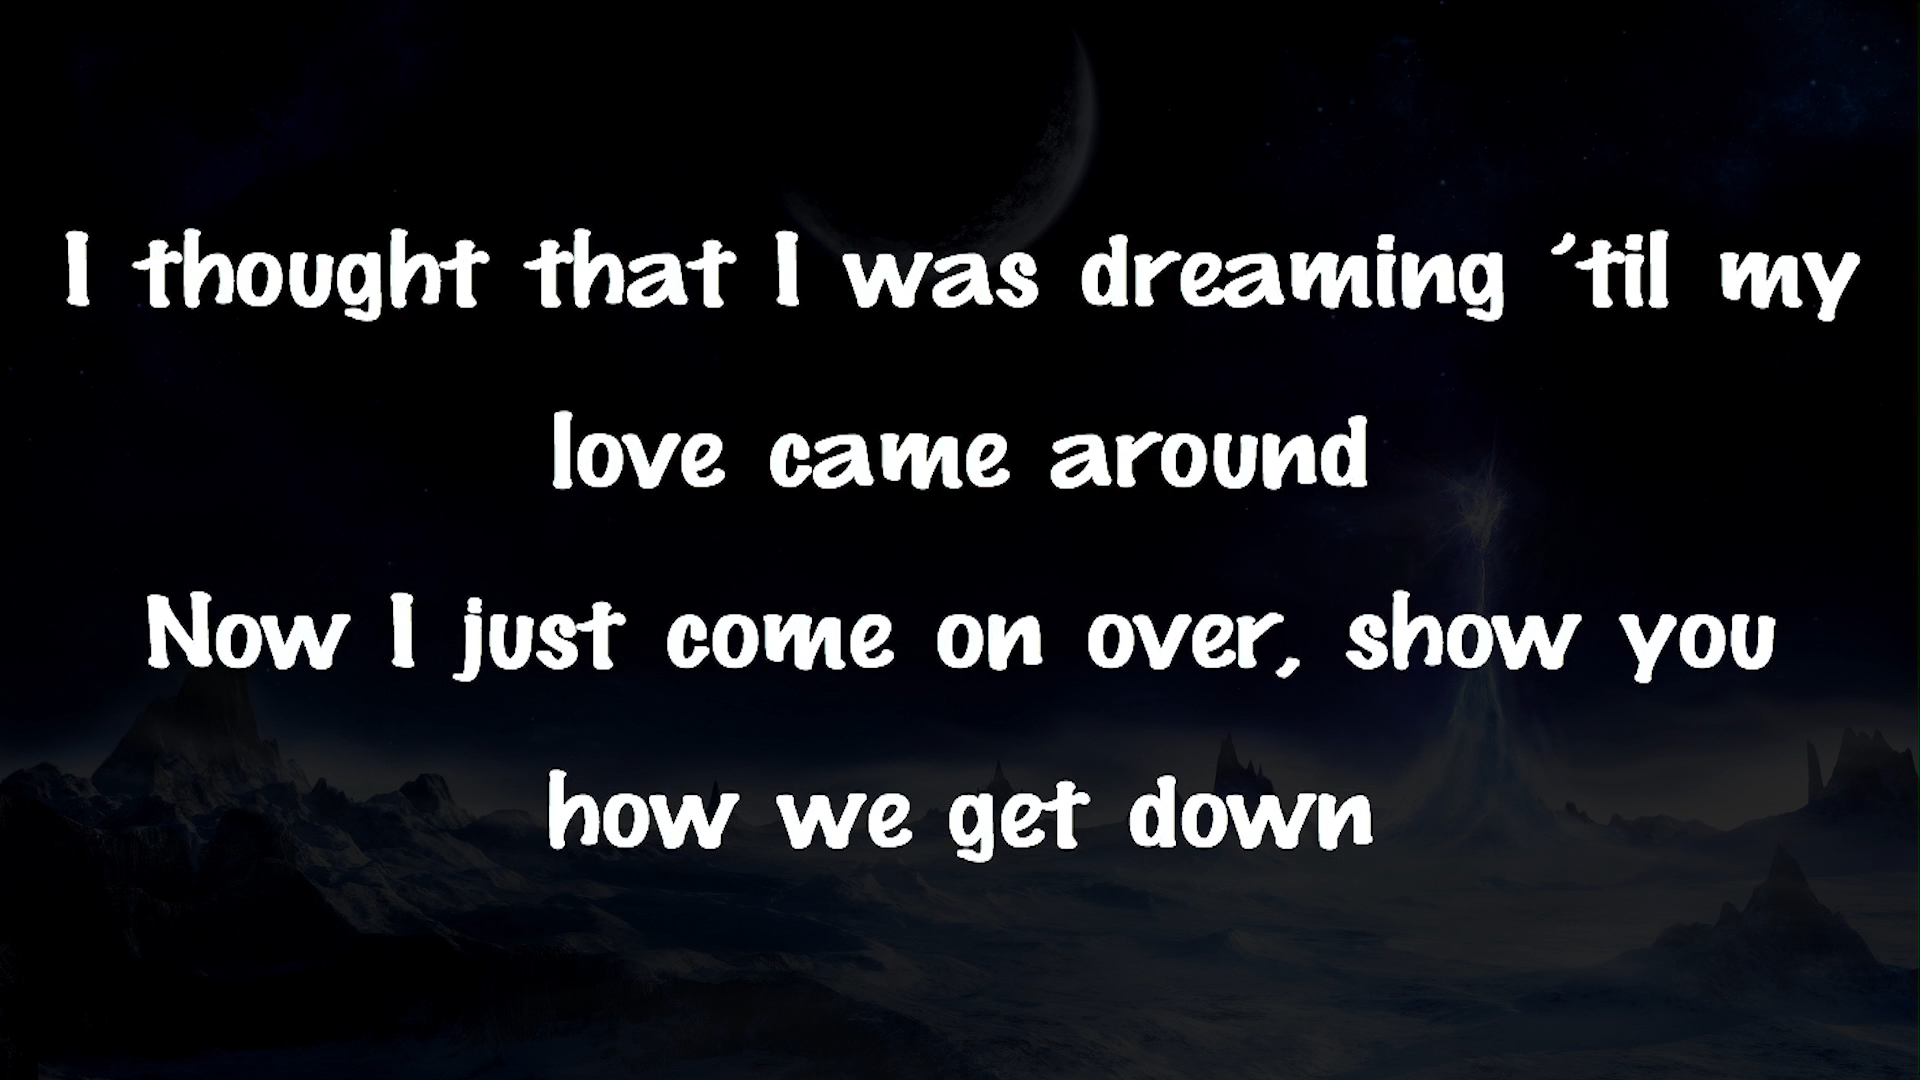 I thought that I was dreaming ’til my
love came around
Now I just come on over, show you
how we get down